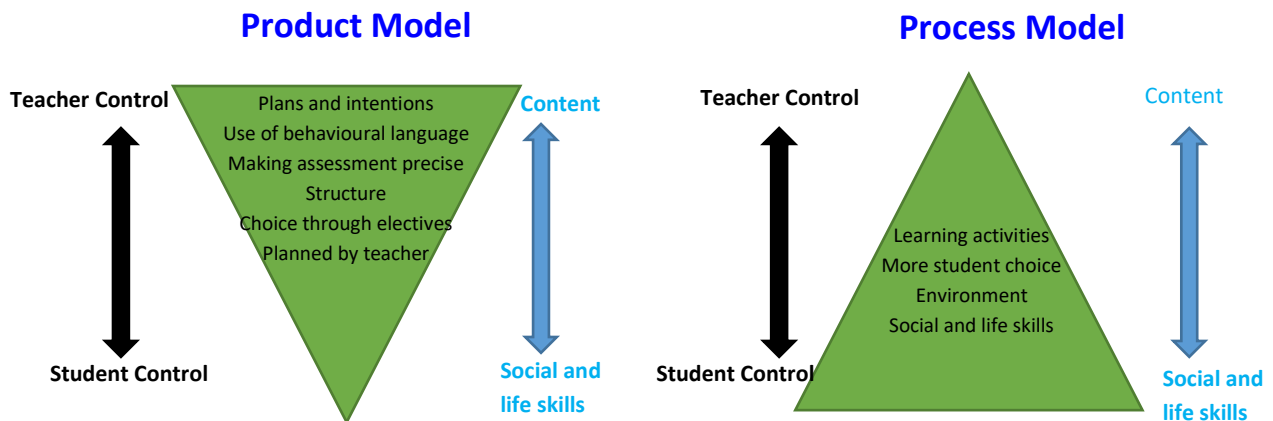 Product Model
Teacher Control
Plans and intentions
Use of behavioural language
Making assessment precise
Structure
Choice through electives
Planned by teacher
Content
Student Control
Social and
life skills
Process Model
Teacher Control
Content
Learning activities
More student choice
Environment
Social and life skills
Student Control
Social and
life skills